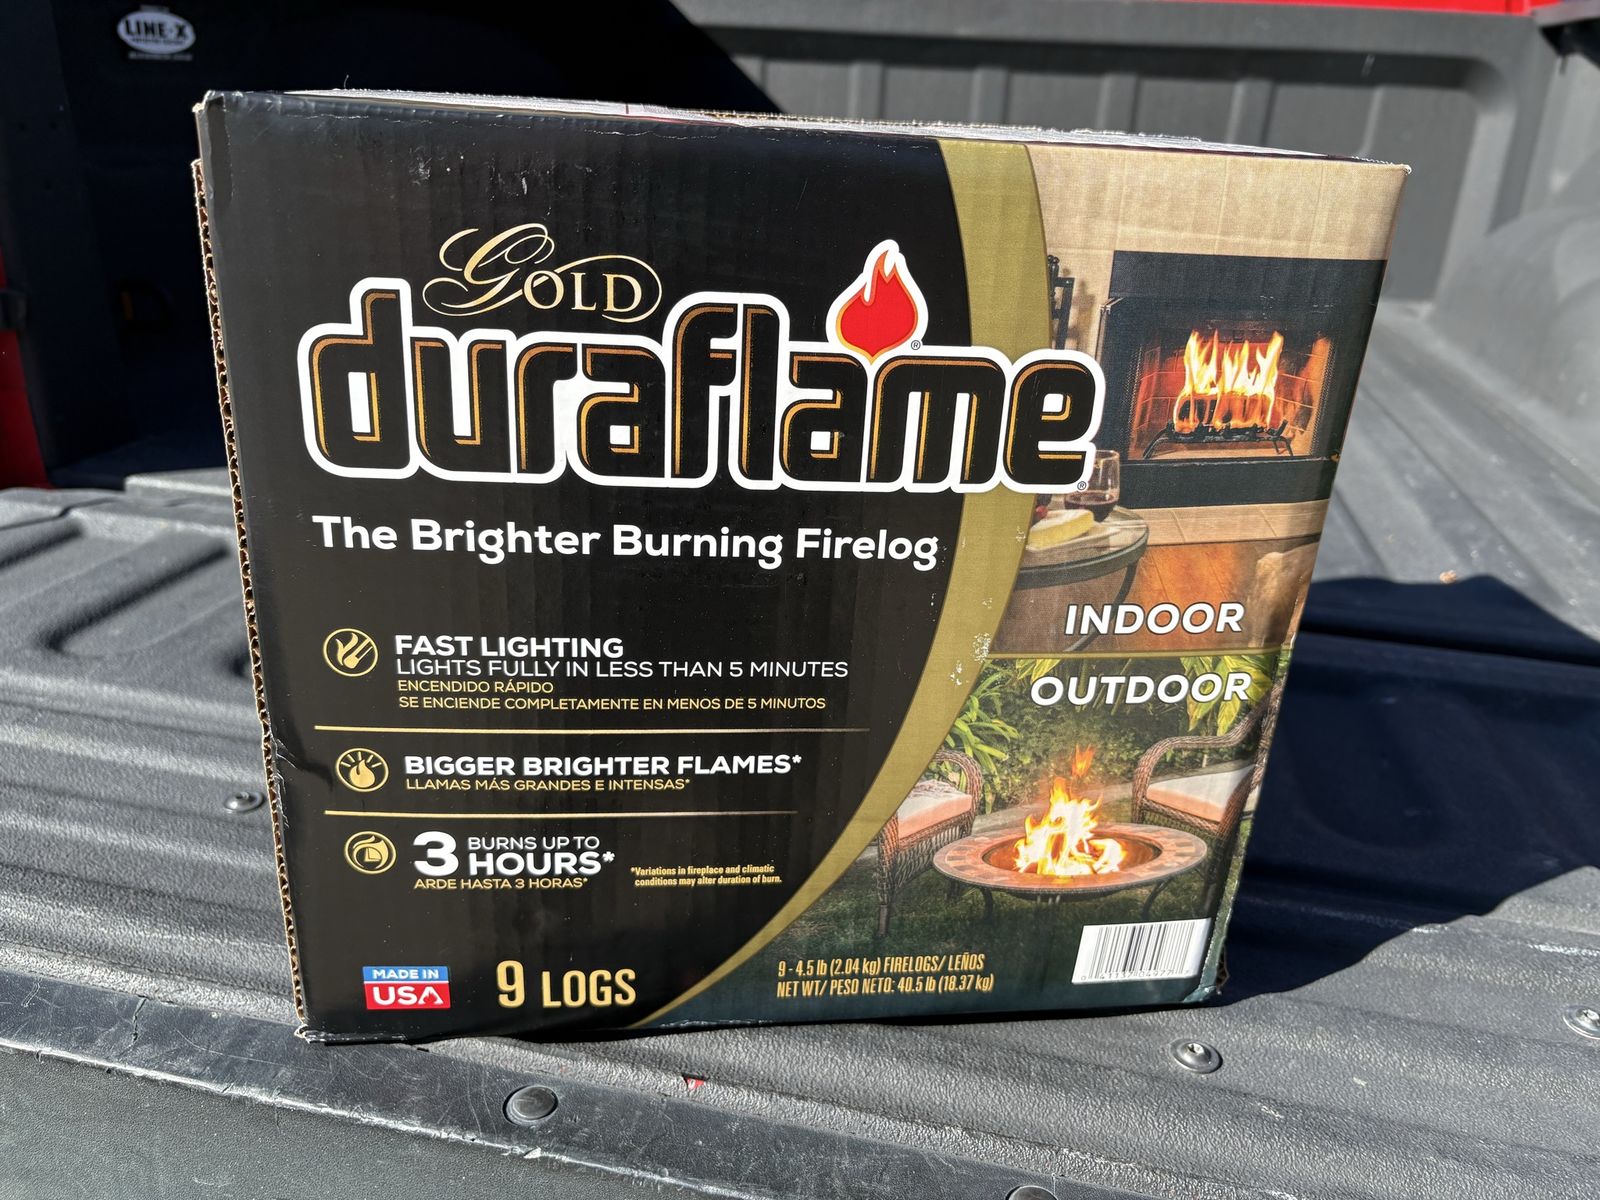 LINE-X
GOLD
duraflame
The Brighter Burning Firelog
FAST LIGHTING
LIGHTS FULLY IN LESS THAN 5 MINUTES
ENCENDIDO RÁPIDO
SE ENCIENDE COMPLETAMENTE EN MENOS DE 5 MINUTOS
BIGGER BRIGHTER FLAMES*
LLAMAS MÁS GRANDES E INTENSAS*
3 BURNS UP TO
HOURS*
ARDE HASTA 3 HORAS*
*Variations in fireplace and climatic
conditions may alter duration of burn.
INDOOR
OUTDOOR
MADE IN
USA
9 LOGS
9 - 4.5 lb (2.04 kg) FIRELOGS/ LEÑOS
NET WT/ PESO NETO: 40.5 lb (18.37 kg)